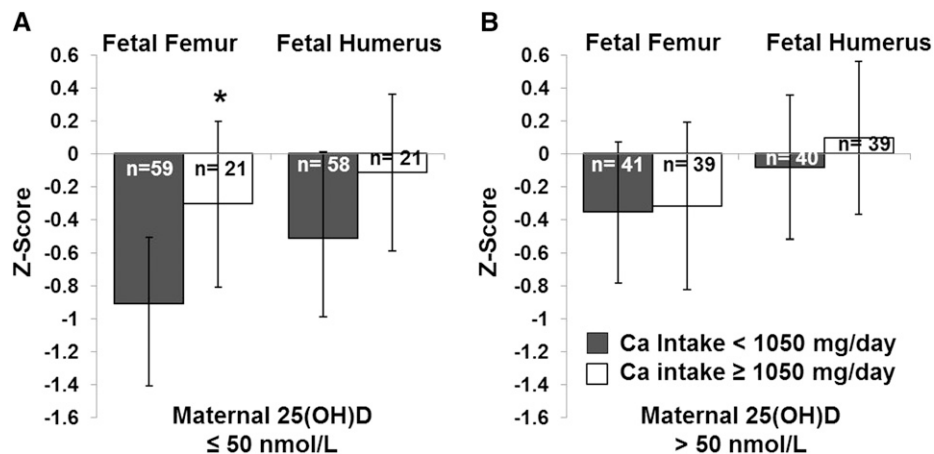 A
Fetal Femur Fetal Humerus
0.6
0.4
0.2
0
-0.2
-0.4
-0.6
-0.8
-1
-1.2
-1.4
-1.6
Z-Score
*
n=59 n= 21 n= 58 n= 21
Maternal 25(OH)D
≤ 50 nmol/L
B
Fetal Femur Fetal Humerus
0.6
0.4
0.2
0
-0.2
-0.4
-0.6
-0.8
-1
-1.2
-1.4
-1.6
Z-Score
n= 41 n= 39 n= 40 n= 39
Ca Intake < 1050 mg/day
Ca intake ≥ 1050 mg/day
Maternal 25(OH)D
> 50 nmol/L